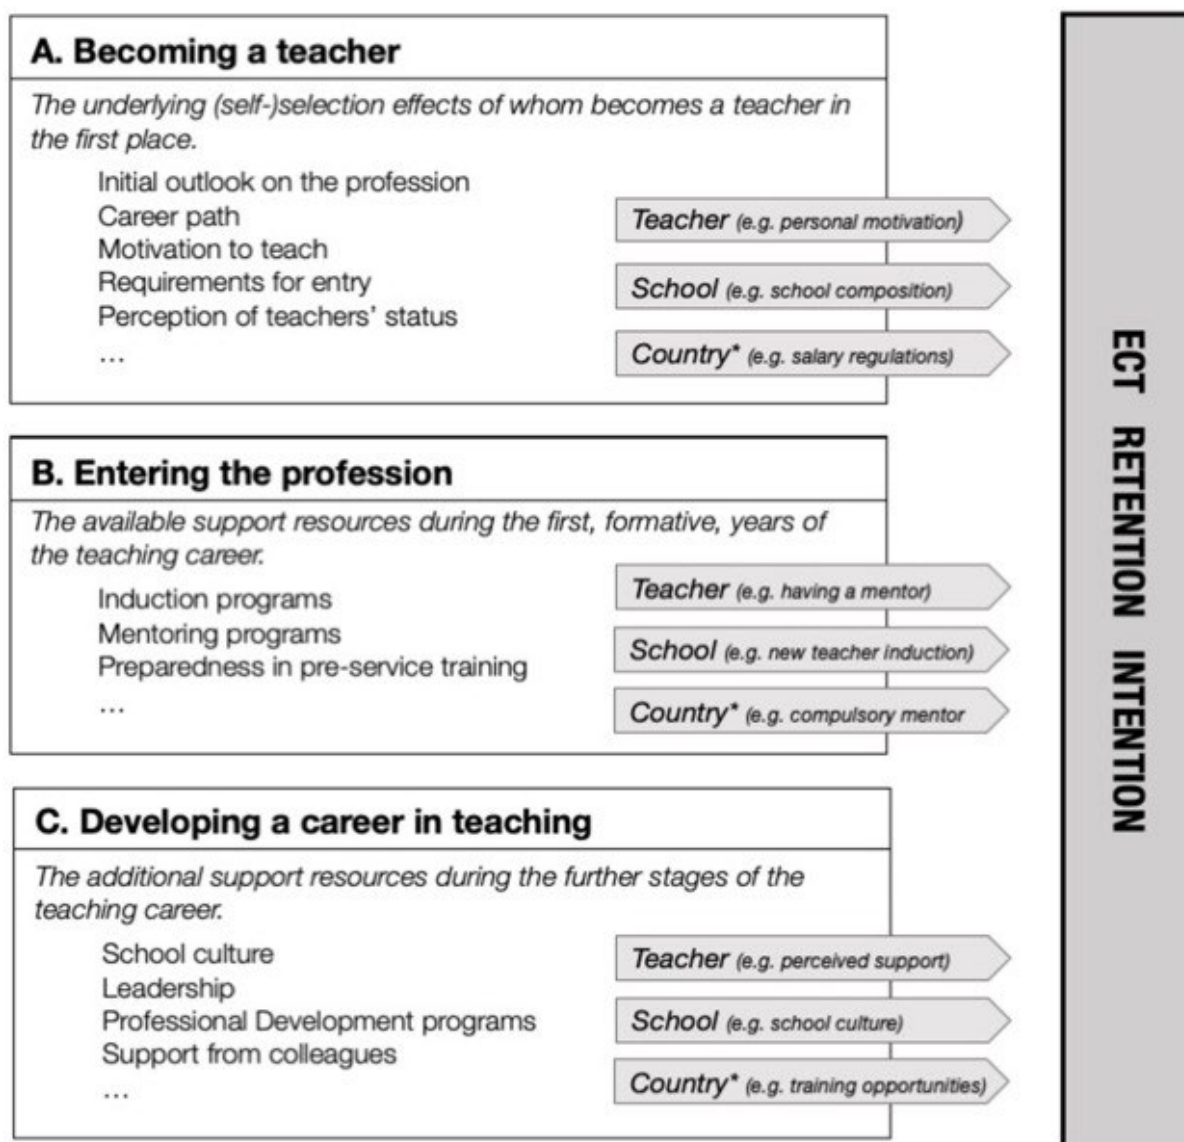 A. Becoming a teacher
The underlying (self-)selection effects of whom becomes a teacher in
the first place.
Initial outlook on the profession
Career path
Motivation to teach
Requirements for entry
Perception of teachers' status
…
Teacher (e.g. personal motivation)
School (e.g. school composition)
Country* (e.g. salary regulations)
B. Entering the profession
The available support resources during the first, formative, years of
the teaching career.
Induction programs
Mentoring programs
Preparedness in pre-service training
…
Teacher (e.g. having a mentor)
School (e.g. new teacher induction)
Country* (e.g. compulsory mentor
C. Developing a career in teaching
The additional support resources during the further stages of the
teaching career.
School culture
Leadership
Professional Development programs
Support from colleagues
…
Teacher (e.g. perceived support)
School (e.g. school culture)
Country* (e.g. training opportunities)
ECT RETENTION INTENTION